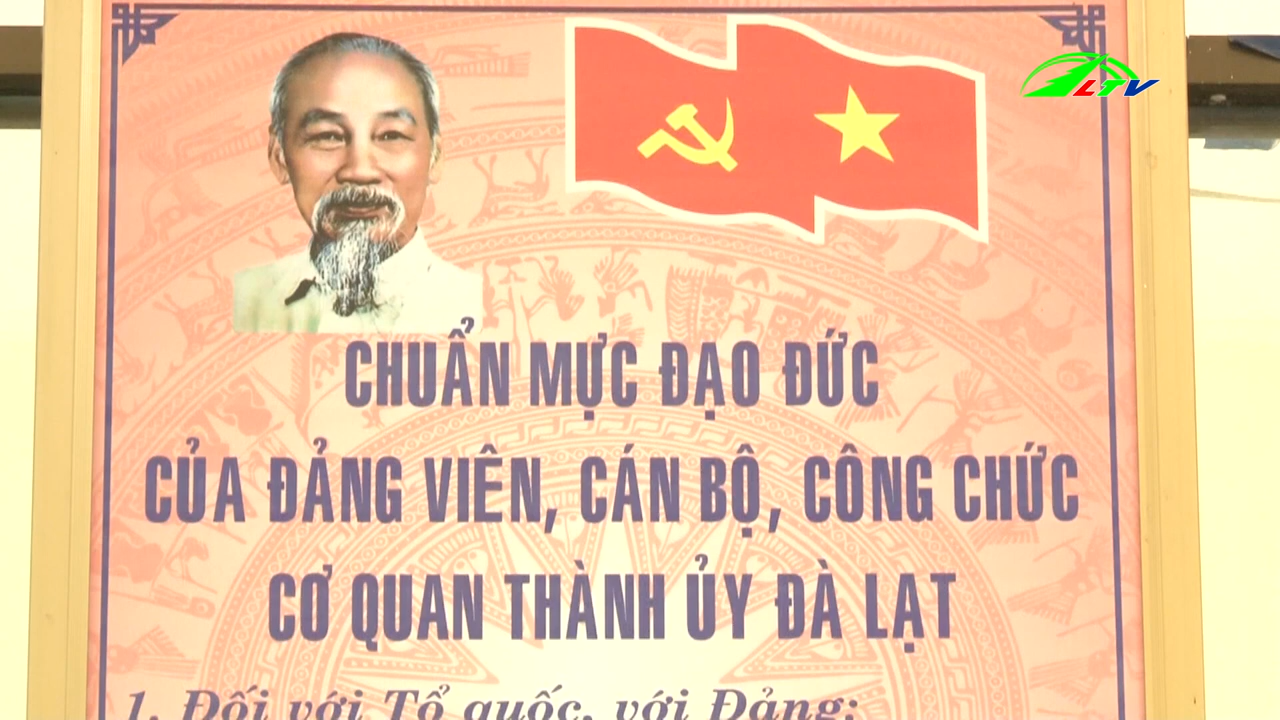 LTV
CHUẨN MỰC ĐẠO ĐỨC
CỦA ĐẢNG VIÊN, CÁN BỘ, CÔNG CHỨC
CƠ QUAN THÀNH ỦY ĐÀ LẠT
1. Đối với Tổ quốc, với Đảng: